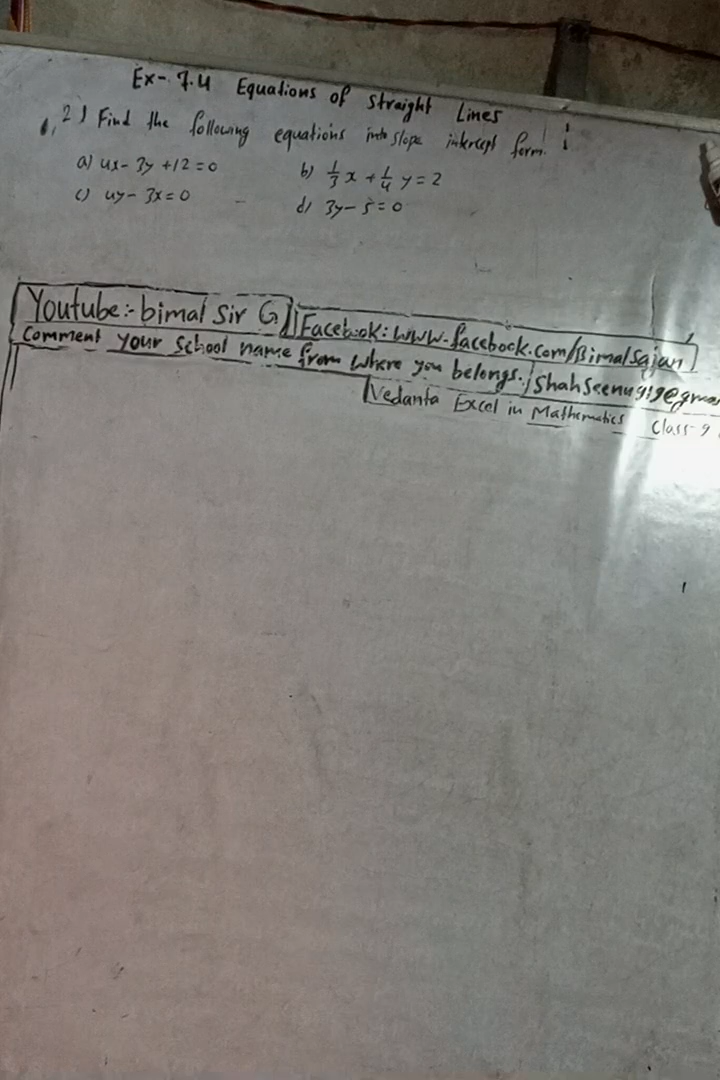 Ex-7.4 Equations of Straight Lines
2) Find the following equations into slope intercept form:
a) 4x-3y+12=0 b) 1/3 x + 1/4 y = 2
c) 4y-3x=0 d) 3y-5=0
Youtube:- bimal Sir G Facebook: www.facebook.com/Bimalsajan
Comment your School name from where you belongs.
Vedanta Excel in Mathematics Class-9